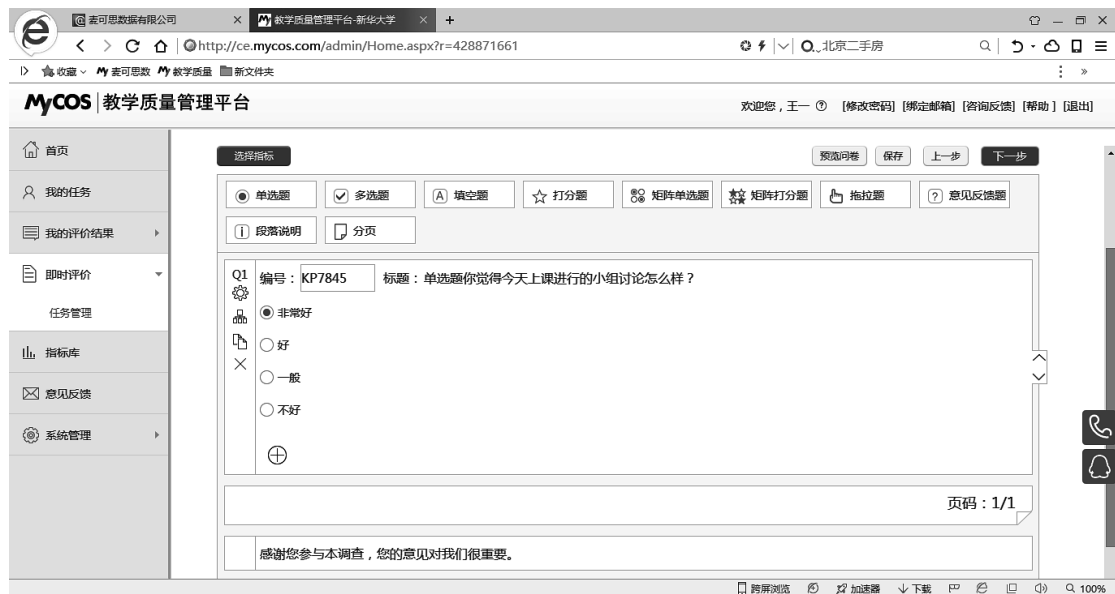 麦可思数据有限公司 教学质量管理平台-新华大学
http://ce.mycos.com/admin/Home.aspx?r=428871661 北京二手房
收藏 麦可思数 教学质量 新文件夹
MyCOS 教学质量管理平台 欢迎您，王一 [修改密码] [绑定邮箱] [咨询反馈] [帮助] [退出]
首页 选择指标 预览问卷 保存 上一步 下一步
我的任务 单选题 多选题 A 填空题 打分题 矩阵单选题 矩阵打分题 拖拉题 ? 意见反馈题
我的评价结果 i 段落说明 分页
即时评价 Q1 编号：KP7845 标题：单选题你觉得今天上课进行的小组讨论怎么样？
任务管理 非常好
指标库 好
意见反馈 一般
系统管理 不好
页码：1/1
感谢您参与本调查，您的意见对我们很重要。
跨屏浏览 加速器 下载 100%